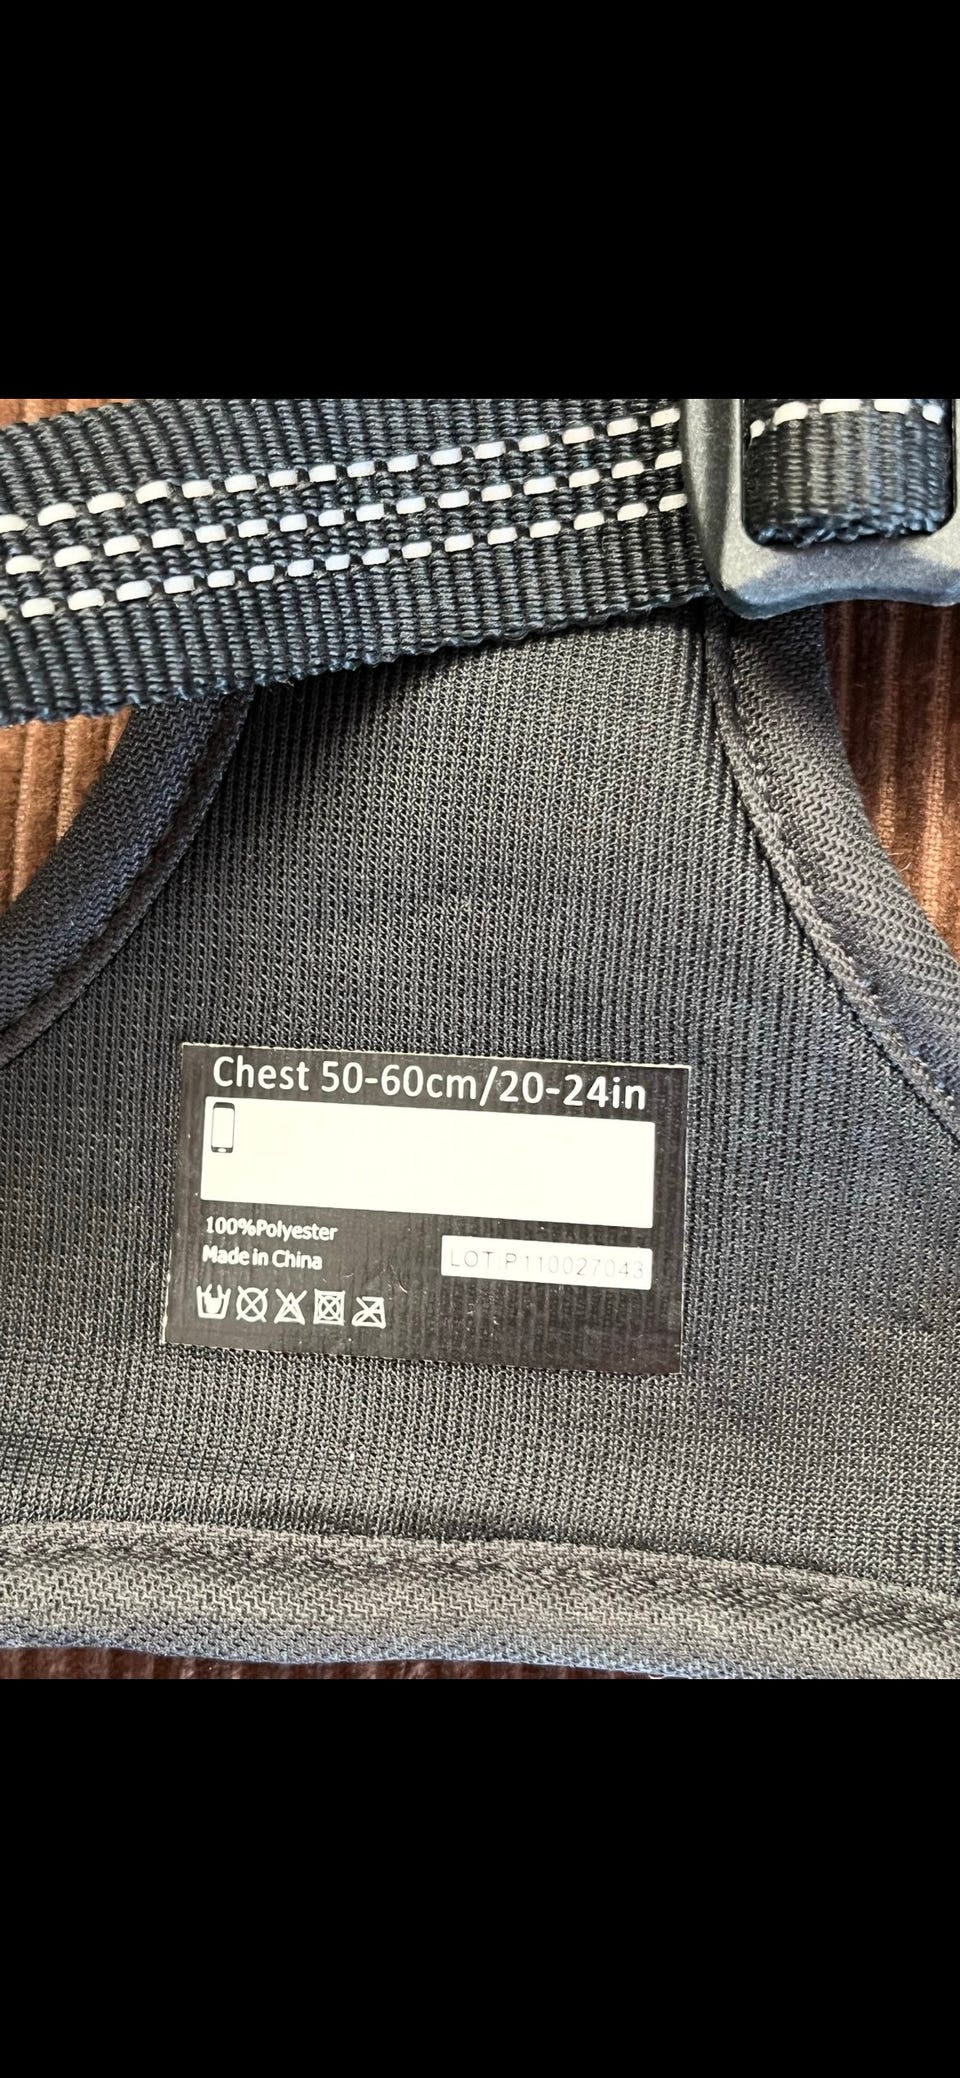 Chest 50-60cm/20-24in
100%Polyester
Made in China
LOT P110027043